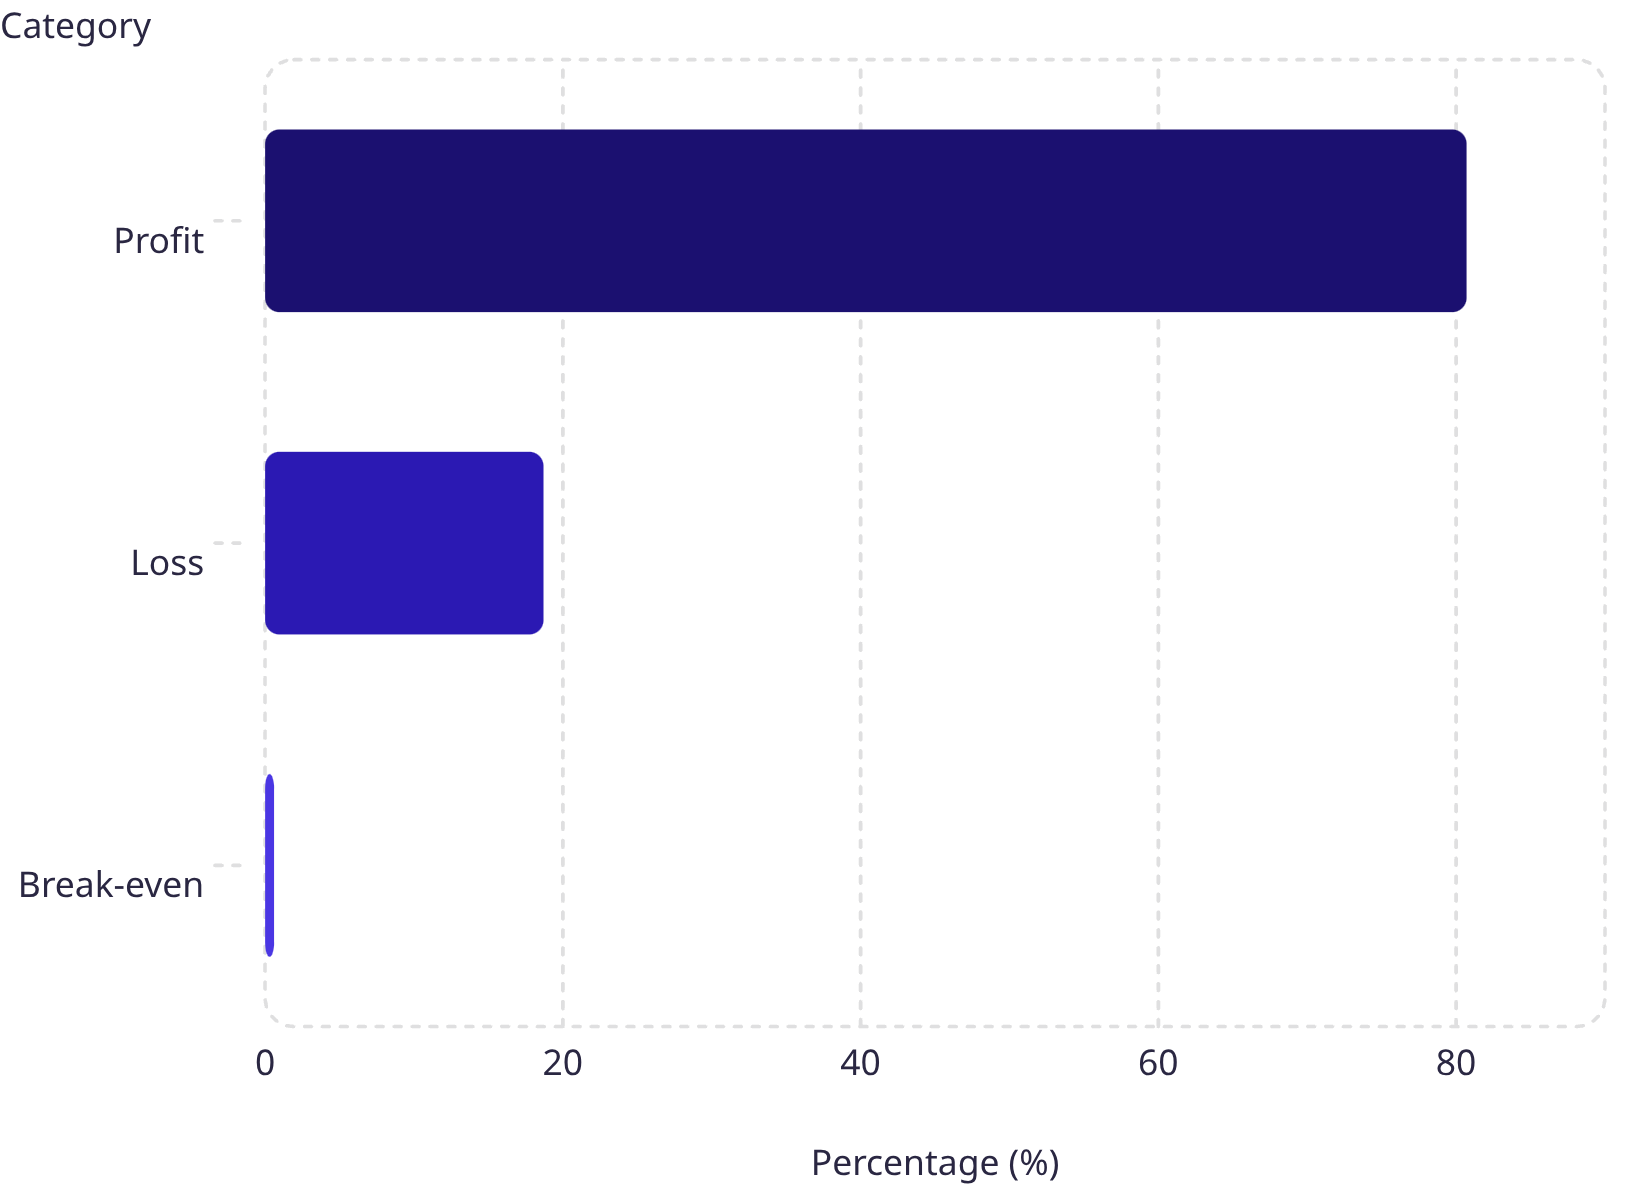 Category
Profit
Loss
Break-even
0 20 40 60 80
Percentage (%)